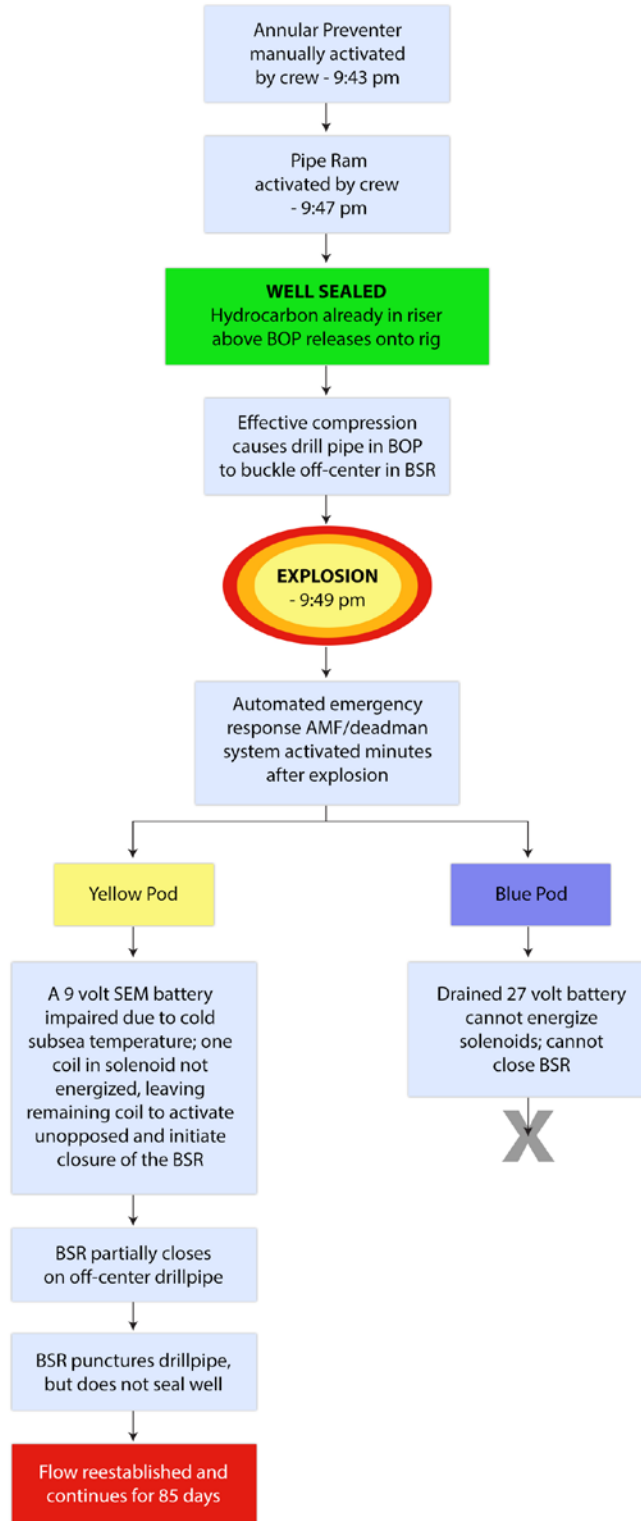 Annular Preventer
manually activated
by crew - 9:43 pm
Pipe Ram
activated by crew
- 9:47 pm
WELL SEALED
Hydrocarbon already in riser
above BOP releases onto rig
Effective compression
causes drill pipe in BOP
to buckle off-center in BSR
EXPLOSION
- 9:49 pm
Automated emergency
response AMF/deadman
system activated minutes
after explosion
Yellow Pod
Blue Pod
A 9 volt SEM battery
impaired due to cold
subsea temperature; one
coil in solenoid not
energized, leaving
remaining coil to activate
unopposed and initiate
closure of the BSR
Drained 27 volt battery
cannot energize
solenoids; cannot
close BSR
X
BSR partially closes
on off-center drillpipe
BSR punctures drillpipe,
but does not seal well
Flow reestablished and
continues for 85 days